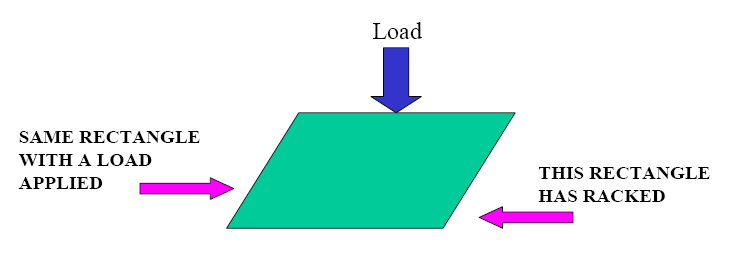 Load
SAME RECTANGLE
WITH A LOAD
APPLIED
THIS RECTANGLE
HAS RACKED